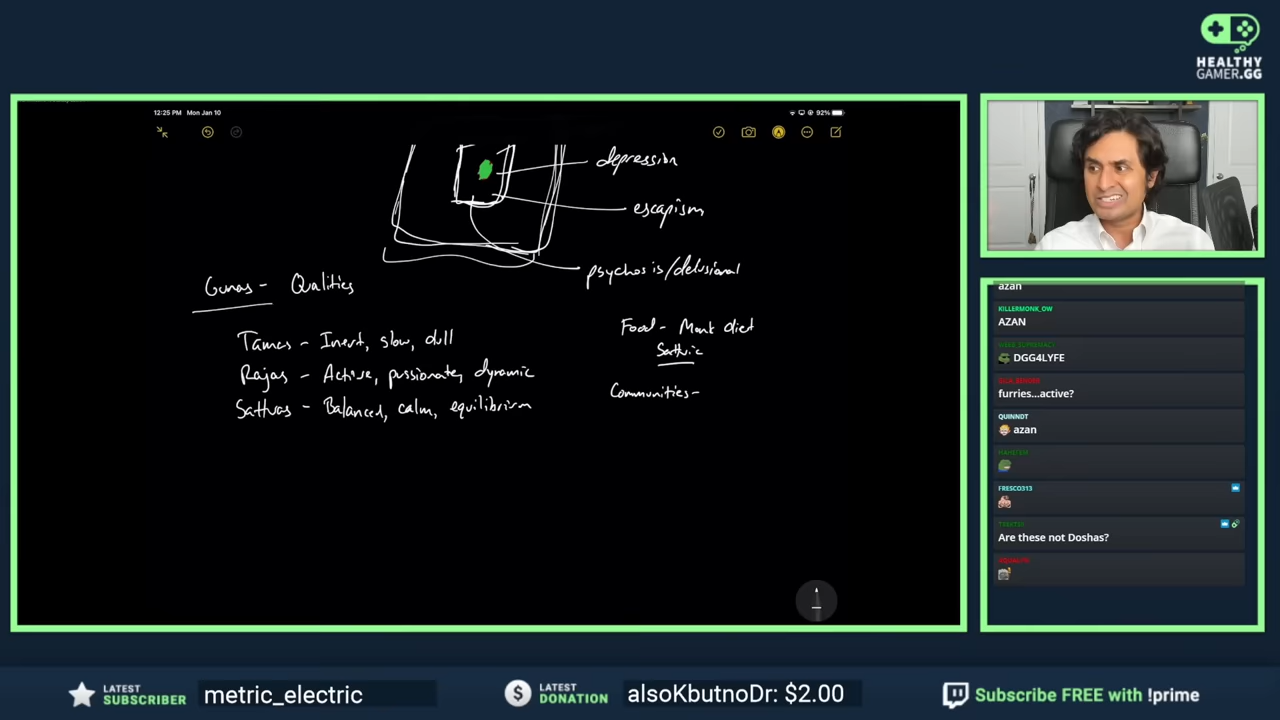 HEALTHY
GAMER.GG
12:25 PM Mon Jan 10
92%
depression
escapism
psychosis/delusional
Gunas - Qualities
Tamas - Inert, slow, dull
Rajas - Active, passionate, dynamic
Sattvas - Balanced, calm, equilibrism
Food - Monk diet
Sattvic
Communities -
azan
KILLERMONK_OW
AZAN
DGG4LYFE
furries...active?
QUINNDT
azan
FRESCO313
Are these not Doshas?
LATEST
SUBSCRIBER
metric_electric
LATEST
DONATION
alsoKbutnoDr: $2.00
Subscribe FREE with !prime